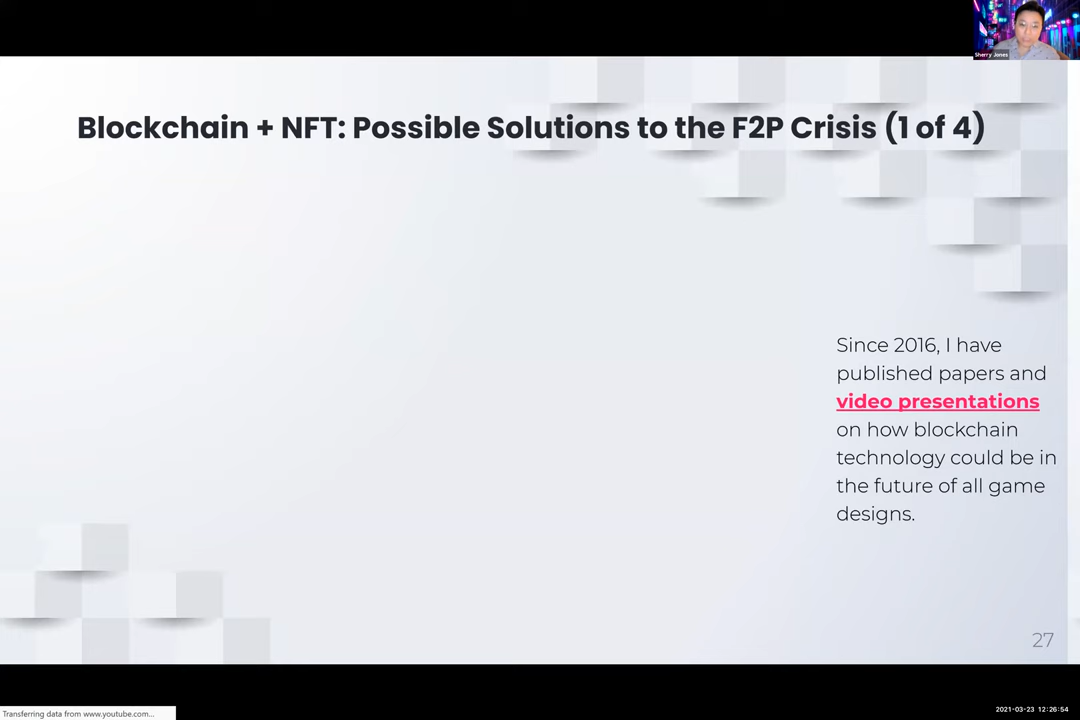 Sherry Jones
Blockchain + NFT: Possible Solutions to the F2P Crisis (1 of 4)
Since 2016, I have
published papers and
video presentations
on how blockchain
technology could be in
the future of all game
designs.
27
Transferring data from www.youtube.com...
2021-03-23 12:26:54